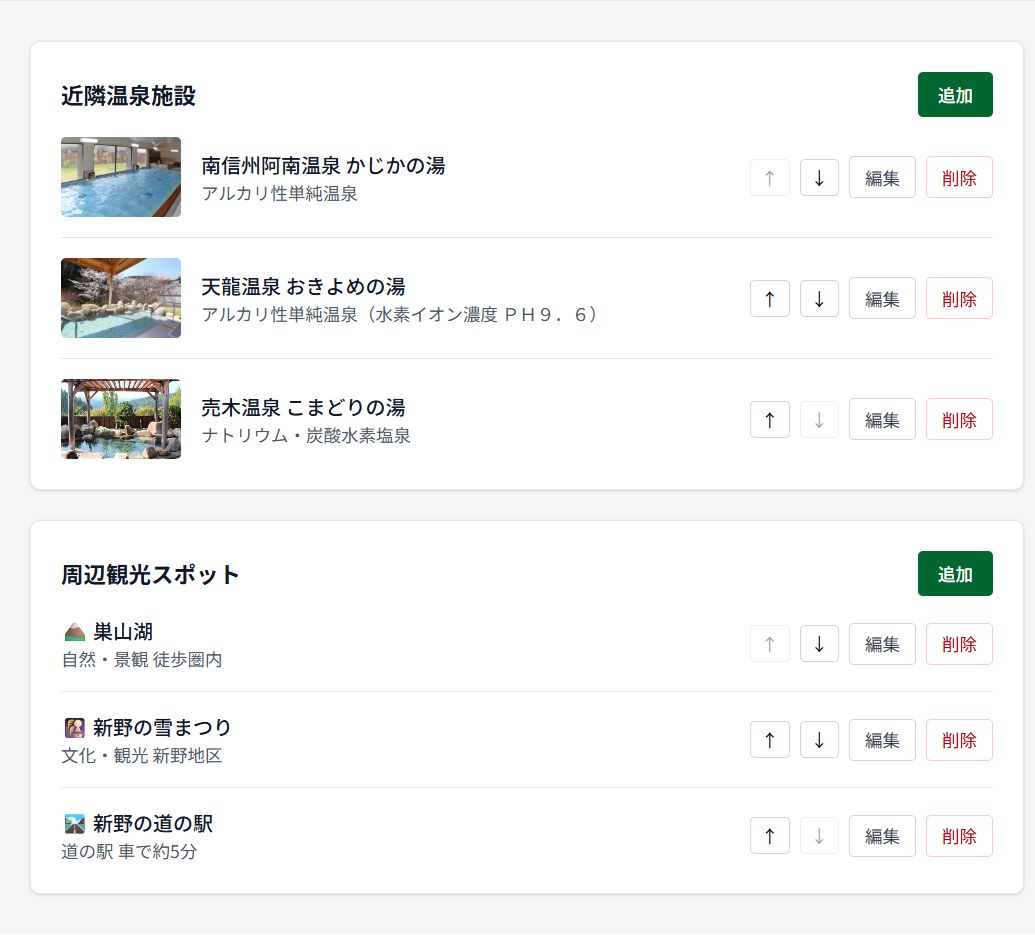 近隣温泉施設
追加
南信州阿南温泉 かじかの湯
アルカリ性単純温泉
↑ ↓ 編集 削除
天龍温泉 おきよめの湯
アルカリ性単純温泉（水素イオン濃度 ＰＨ９．６）
↑ ↓ 編集 削除
売木温泉 こまどりの湯
ナトリウム・炭酸水素塩泉
↑ ↓ 編集 削除
周辺観光スポット
追加
巣山湖
自然・景観 徒歩圏内
↑ ↓ 編集 削除
新野の雪まつり
文化・観光 新野地区
↑ ↓ 編集 削除
新野の道の駅
道の駅 車で約5分
↑ ↓ 編集 削除